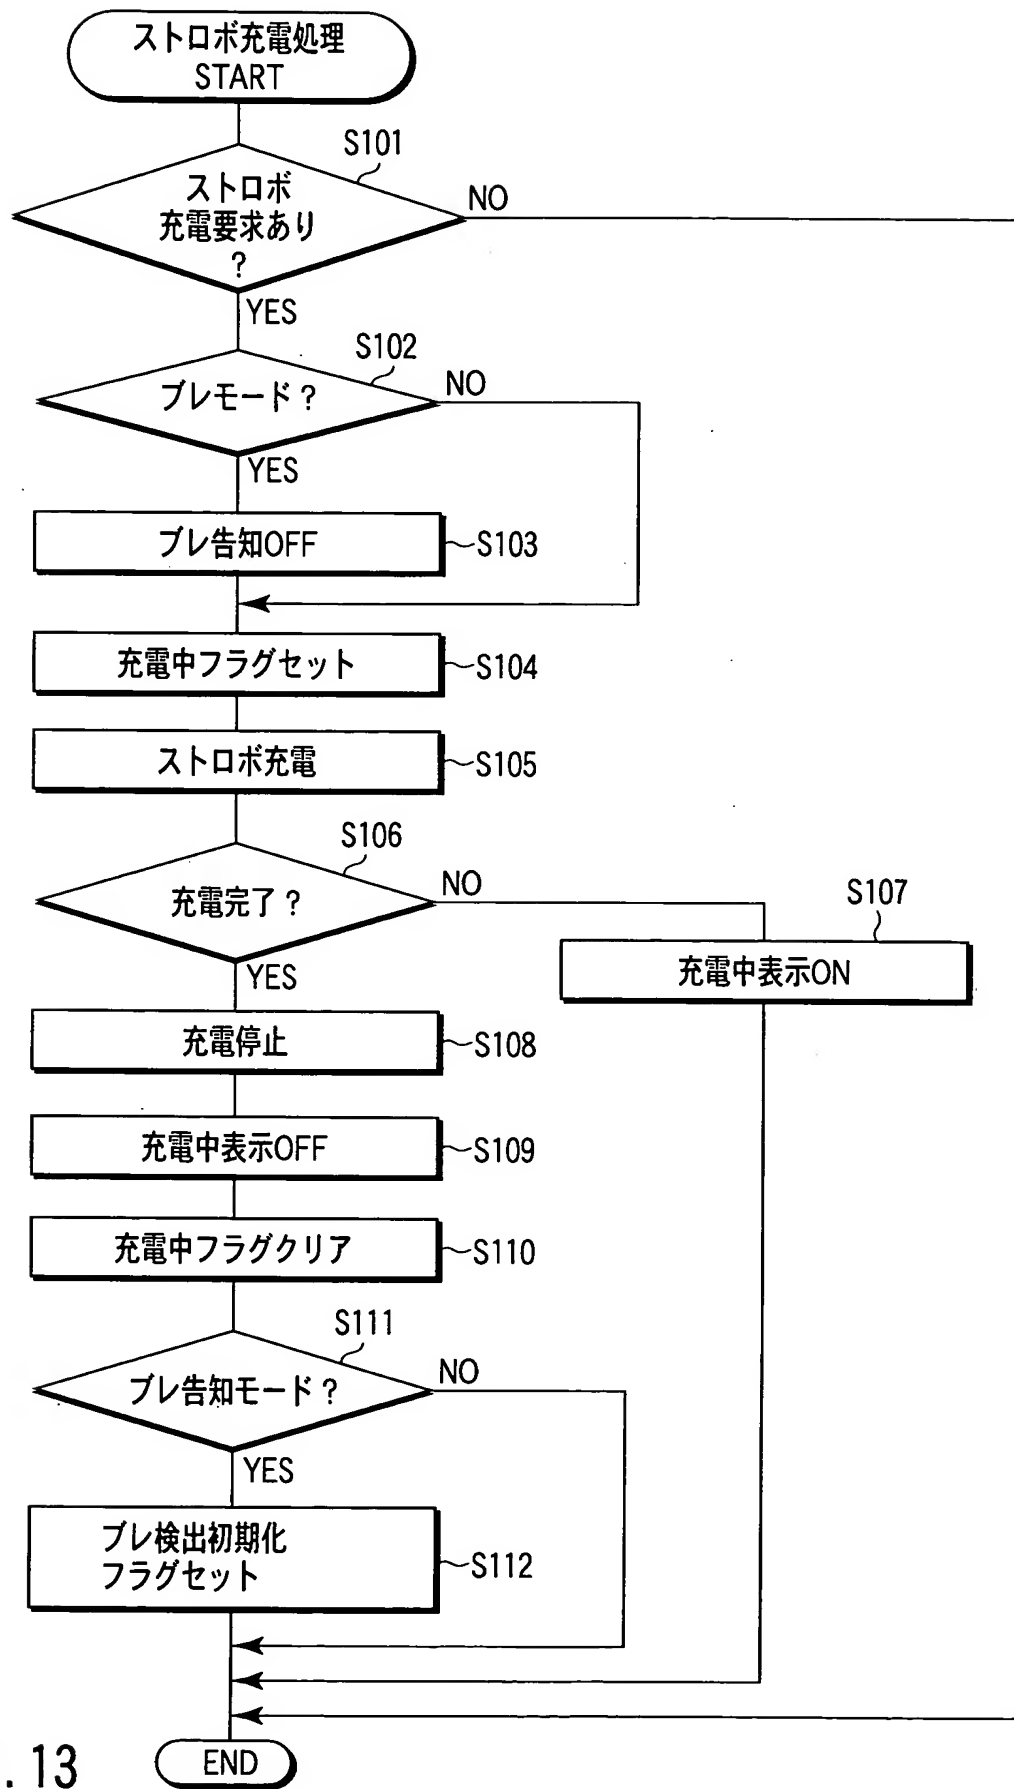 ストロボ充電処理
START
S101
ストロボ
充電要求あり
?
NO
YES
S102
ブレモード?
NO
YES
ブレ告知OFF
S103
充電中フラグセット
S104
ストロボ充電
S105
S106
充電完了?
NO
YES
S107
充電中表示ON
充電停止
S108
充電中表示OFF
S109
充電中フラグクリア
S110
S111
ブレ告知モード?
NO
YES
ブレ検出初期化
フラグセット
S112
END
. 13